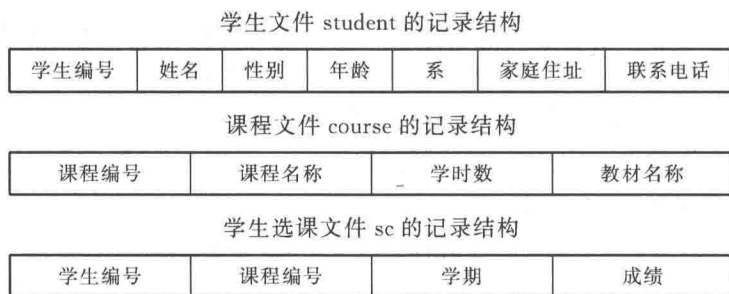 学生文件 student 的记录结构
学生编号 姓名 性别 年龄 系 家庭住址 联系电话
课程文件 course 的记录结构
课程编号 课程名称 学时数 教材名称
学生选课文件 sc 的记录结构
学生编号 课程编号 学期 成绩